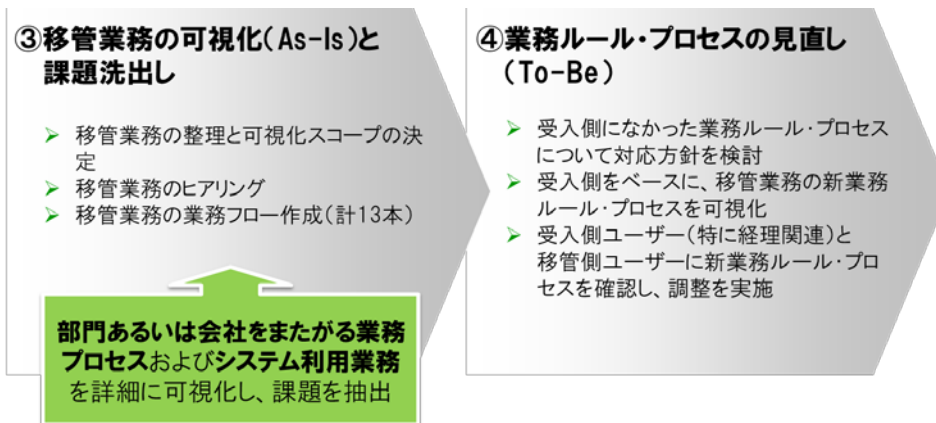 ③移管業務の可視化(As-Is)と
課題洗出し
➢ 移管業務の整理と可視化スコープの決
定
➢ 移管業務のヒアリング
➢ 移管業務の業務フロー作成(計13本)
部門あるいは会社をまたがる業務
プロセスおよびシステム利用業務
を詳細に可視化し、課題を抽出
④業務ルール・プロセスの見直し
(To-Be)
➢ 受入側になかった業務ルール・プロセス
について対応方針を検討
➢ 受入側をベースに、移管業務の新業務
ルール・プロセスを可視化
➢ 受入側ユーザー(特に経理関連)と
移管側ユーザーに新業務ルール・プロ
セスを確認し、調整を実施